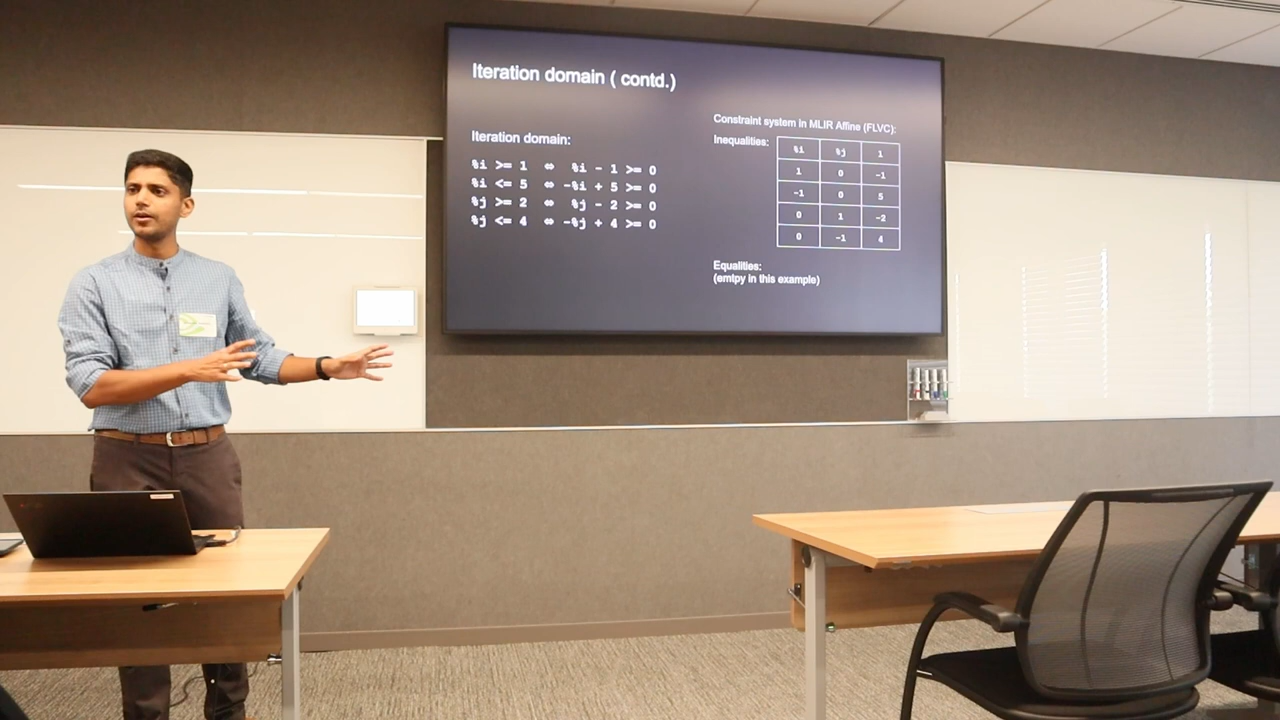 Iteration domain ( contd.)
Iteration domain:
%i >= 1 ⇔ %i - 1 >= 0
%i <= 5 ⇔ -%i + 5 >= 0
%j >= 2 ⇔ %j - 2 >= 0
%j <= 4 ⇔ -%j + 4 >= 0
Constraint system in MLIR Affine (FLVC):
Inequalities:
%i %j 1
1 0 -1
-1 0 5
0 1 -2
0 -1 4
Equalities:
(emtpy in this example)